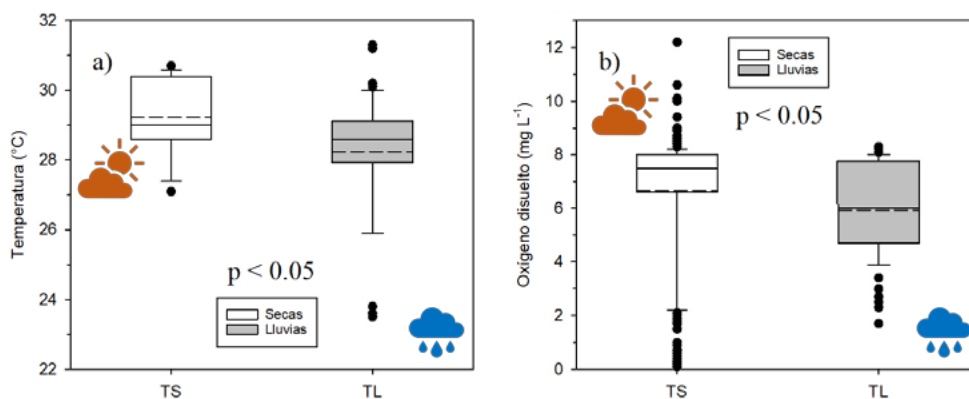 a)
Temperatura (°C)
32
30
28
26
24
22
p < 0.05
Secas
Lluvias
TS
TL
b)
Oxigeno disuelto (mg L⁻¹)
12
10
8
6
4
2
0
Secas
Lluvias
p < 0.05
TS
TL